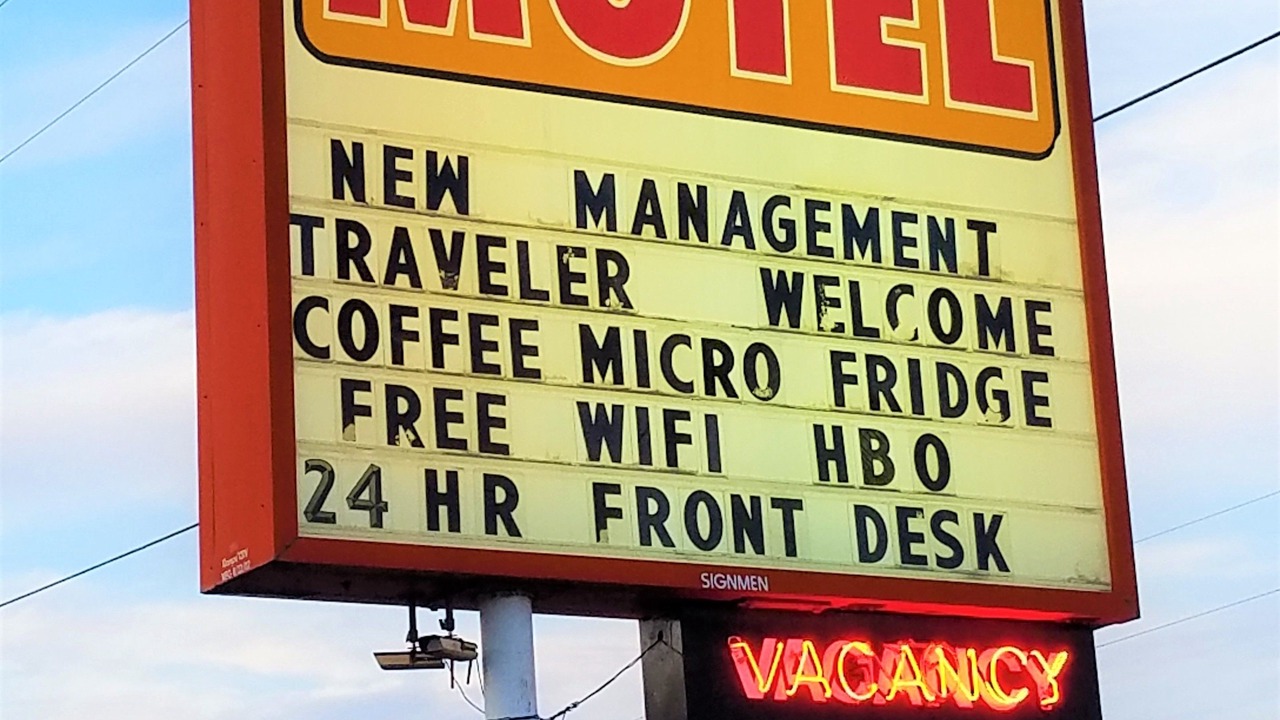 MOTEL
NEW MANAGEMENT
TRAVELER WELCOME
COFFEE MICRO FRIDGE
FREE WIFI HBO
24 HR FRONT DESK
SIGNMEN
VACANCY